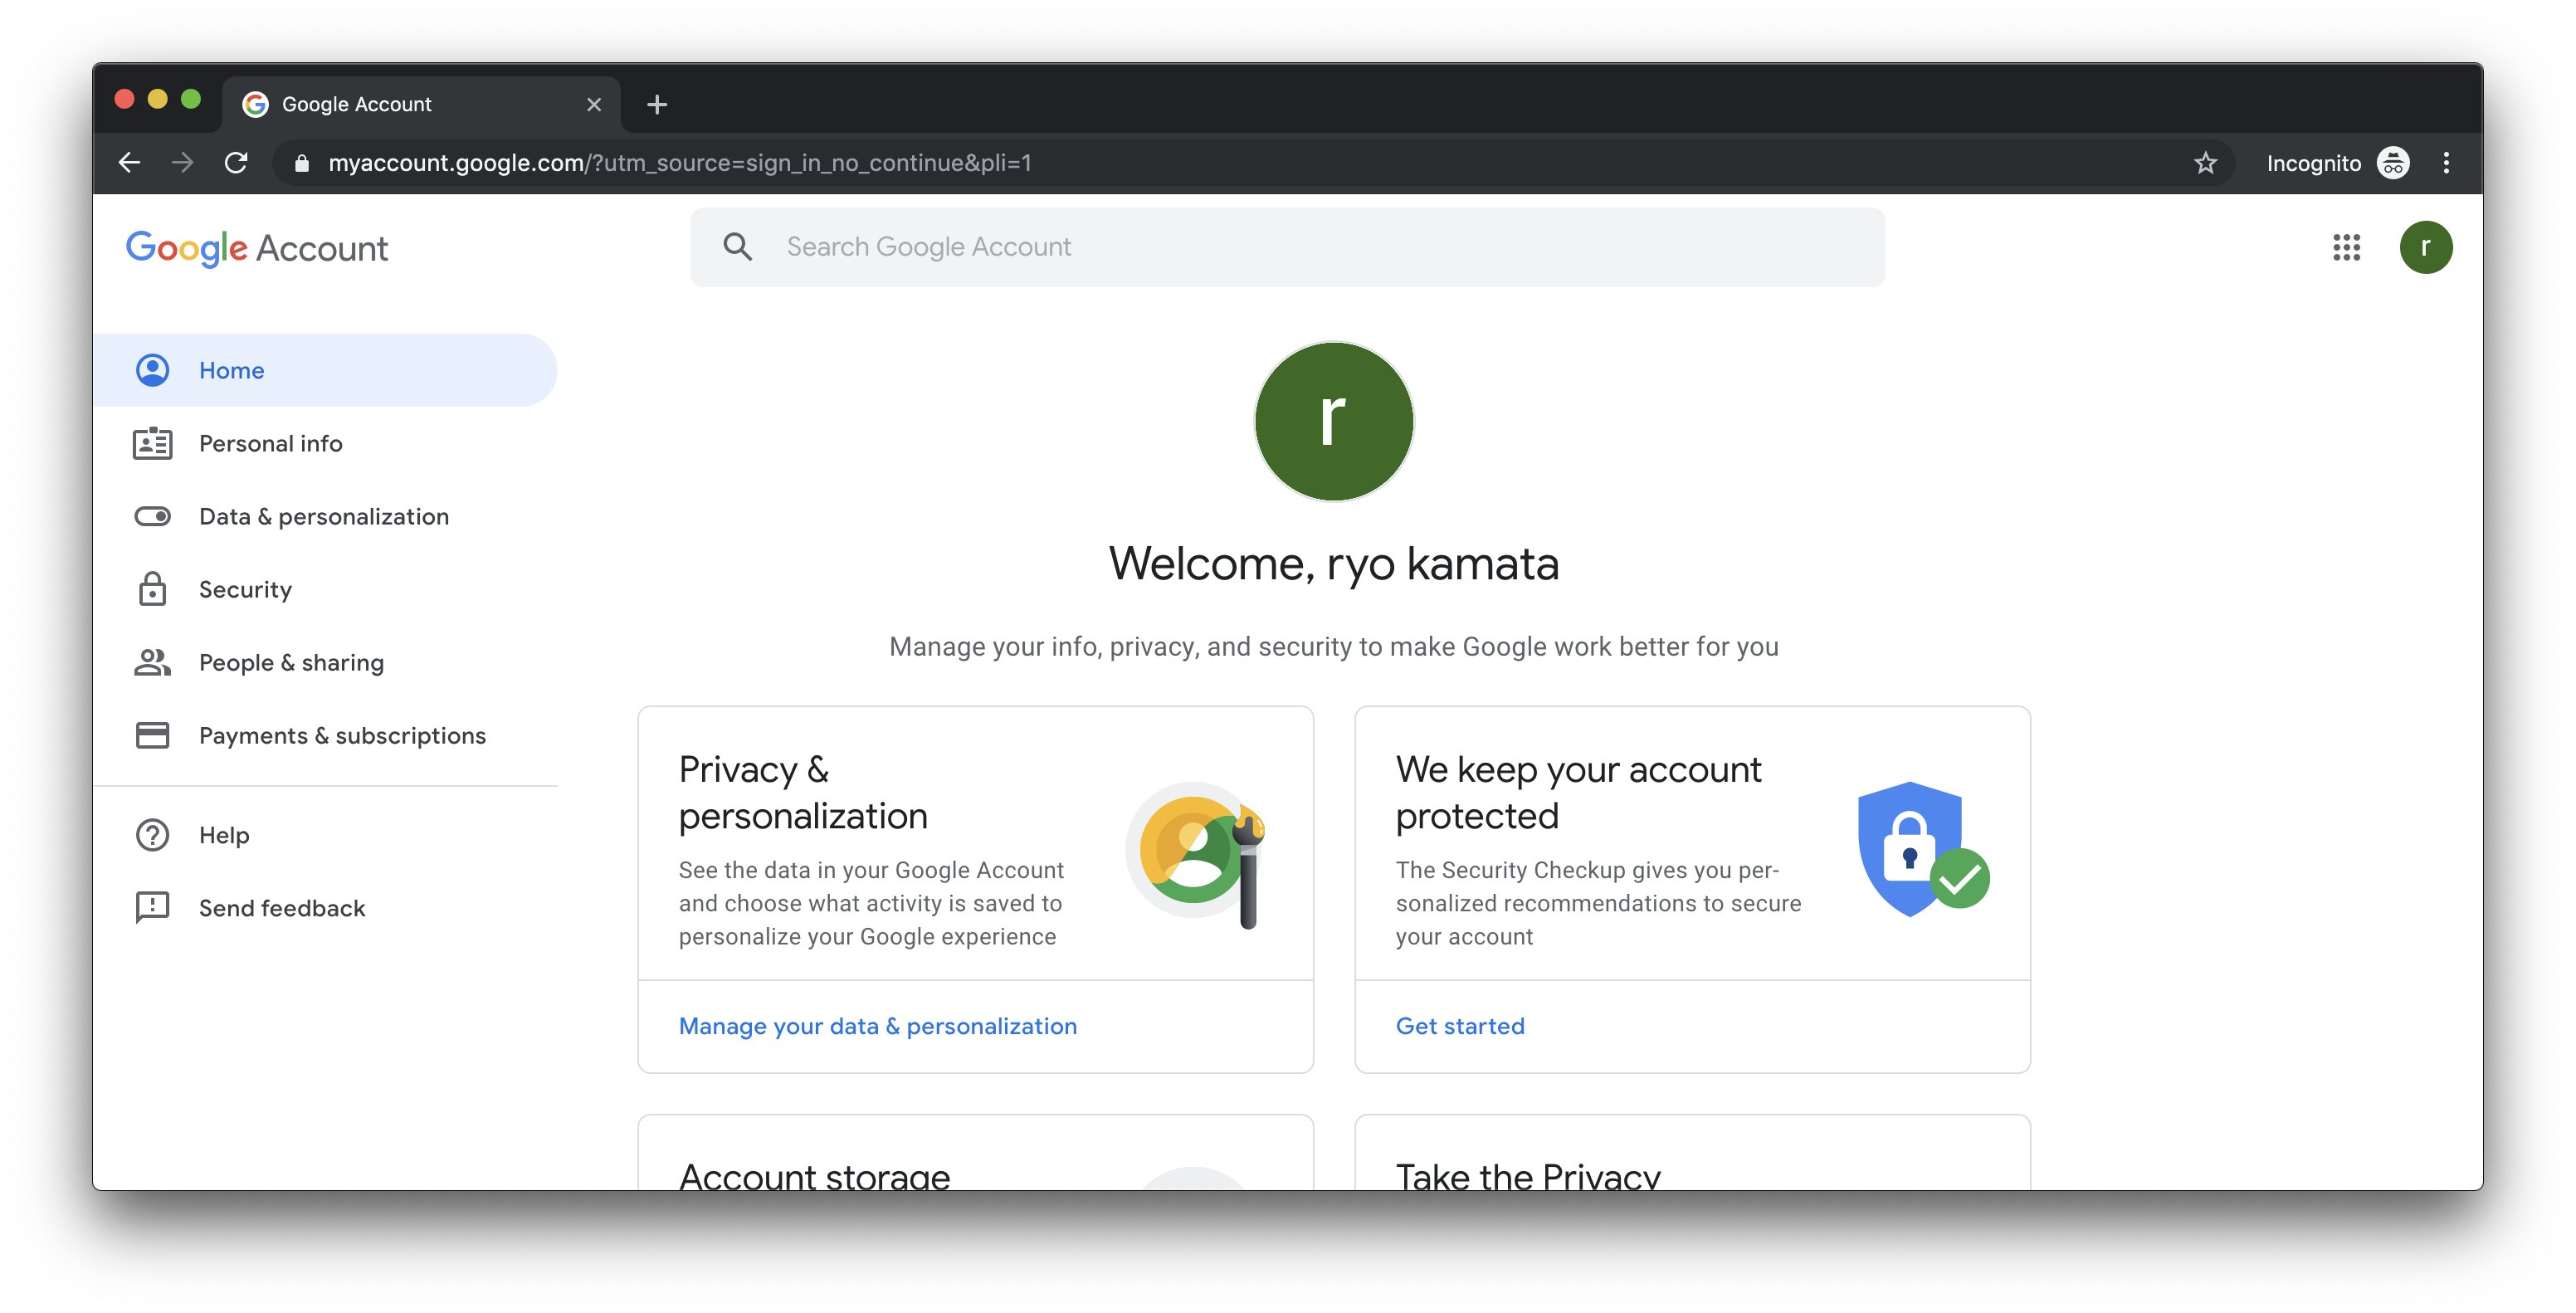 Google Account
myaccount.google.com/?utm_source=sign_in_no_continue&pli=1
Incognito
Google Account
Search Google Account
r
Home
Personal info
Data & personalization
Security
People & sharing
Payments & subscriptions
Help
Send feedback
r
Welcome, ryo kamata
Manage your info, privacy, and security to make Google work better for you
Privacy &
personalization
See the data in your Google Account
and choose what activity is saved to
personalize your Google experience
Manage your data & personalization
We keep your account
protected
The Security Checkup gives you per-
sonalized recommendations to secure
your account
Get started
Account storage
Take the Privacy